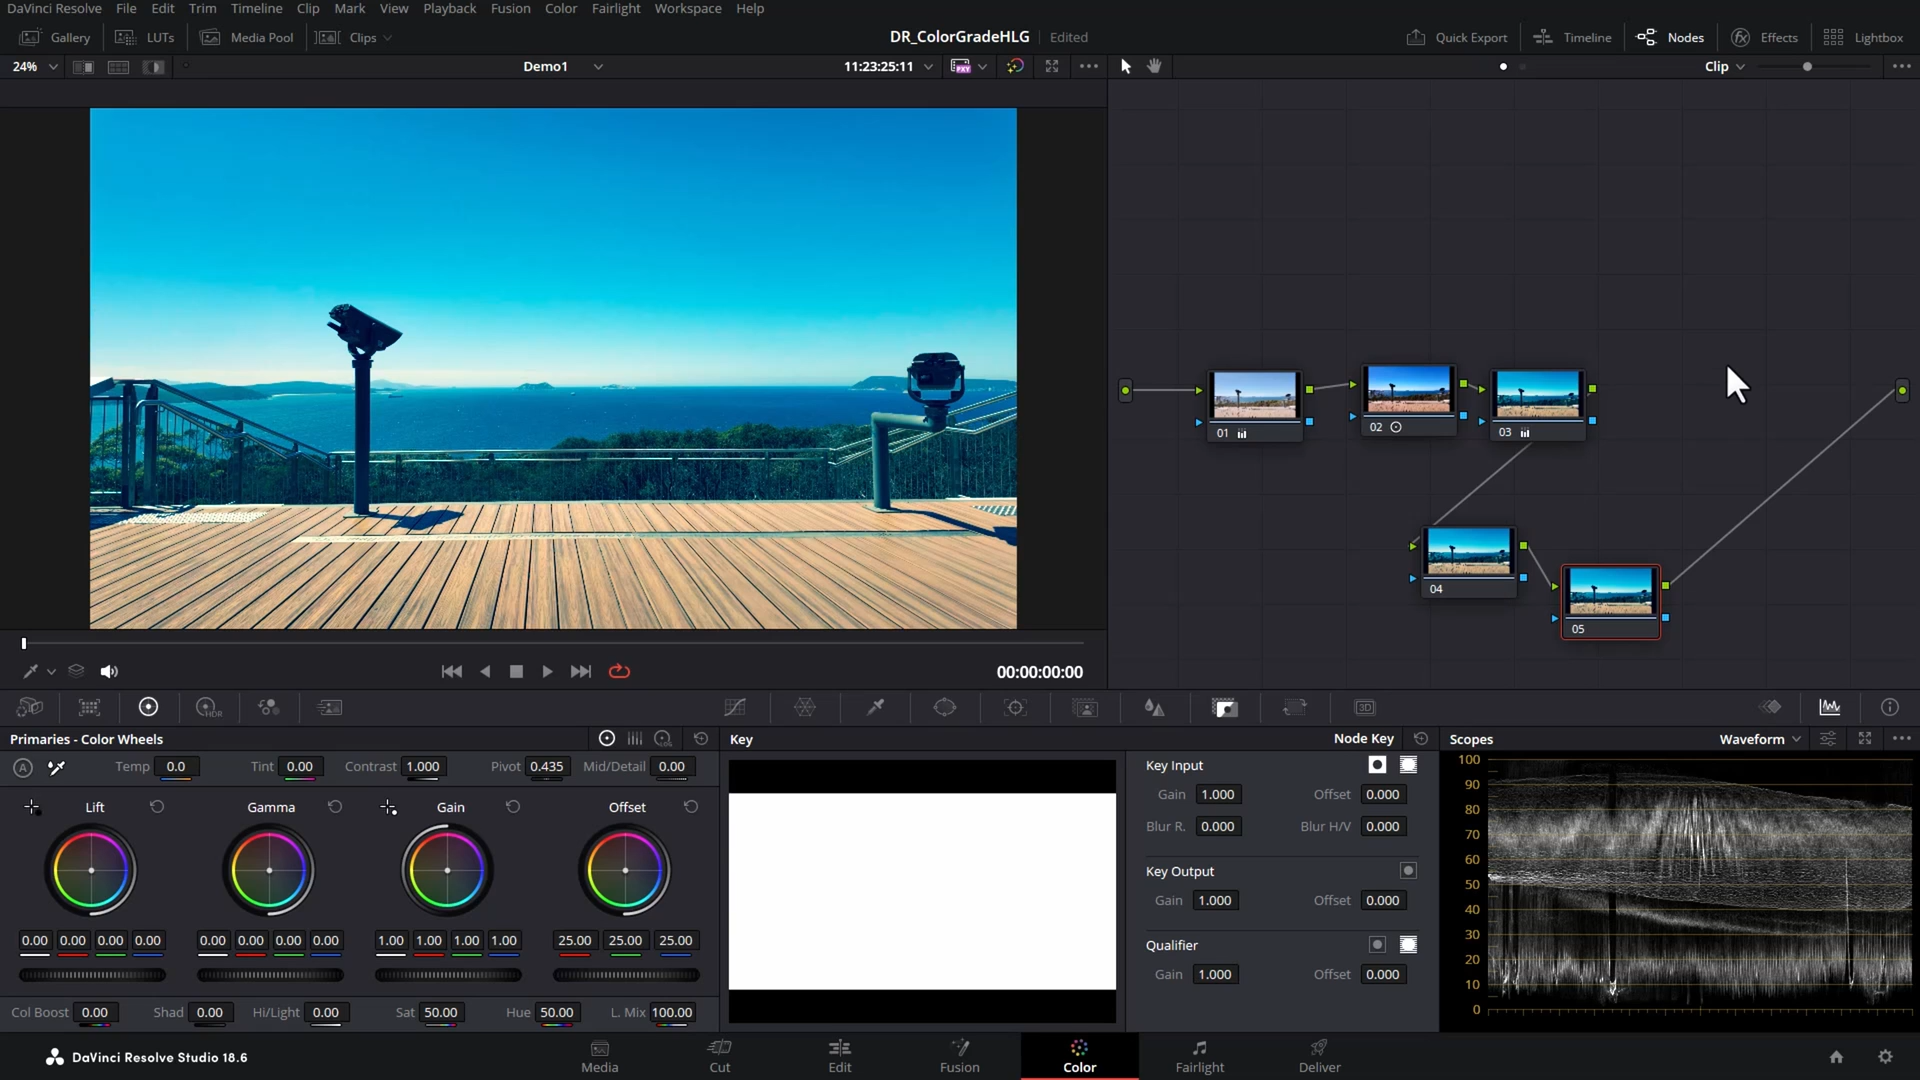 DaVinci Resolve File Edit Trim Timeline Clip Mark View Playback Fusion Color Fairlight Workspace Help
Gallery LUTs Media Pool Clips DR_ColorGradeHLG Edited Quick Export Timeline Nodes Effects Lightbox
24% Demo1 11:23:25:11 Clip
01
02
03
04
05
00:00:00:00
HDR
3D
Primaries - Color Wheels
A Temp 0.0 Tint 0.00 Contrast 1.000 Pivot 0.435 Mid/Detail 0.00
Lift Gamma Gain Offset
0.00 0.00 0.00 0.00 0.00 0.00 0.00 0.00 1.00 1.00 1.00 1.00 25.00 25.00 25.00
Col Boost 0.00 Shad 0.00 Hi/Light 0.00 Sat 50.00 Hue 50.00 L. Mix 100.00
Key Node Key
Key Input
Gain 1.000 Offset 0.000
Blur R. 0.000 Blur H/V 0.000
Key Output
Gain 1.000 Offset 0.000
Qualifier
Gain 1.000 Offset 0.000
Scopes Waveform
100
90
80
70
60
50
40
30
20
10
0
DaVinci Resolve Studio 18.6 Media Cut Edit Fusion Color Fairlight Deliver